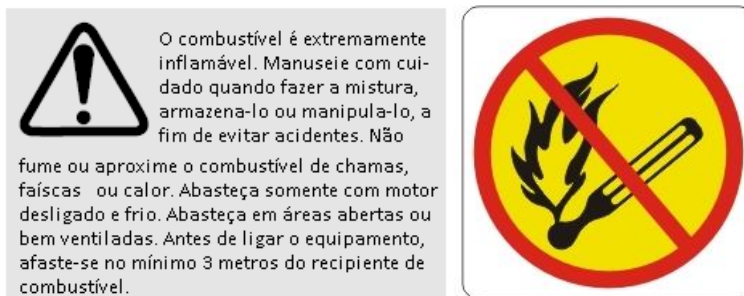 O combustível é extremamente
inflamável. Manuseie com cui-
dado quando fazer a mistura,
armazena-lo ou manipula-lo, a
fim de evitar acidentes. Não
fume ou aproxime o combustível de chamas,
faíscas ou calor. Abasteça somente com motor
desligado e frio. Abasteça em áreas abertas ou
bem ventiladas. Antes de ligar o equipamento,
afaste-se no mínimo 3 metros do recipiente de
combustível.